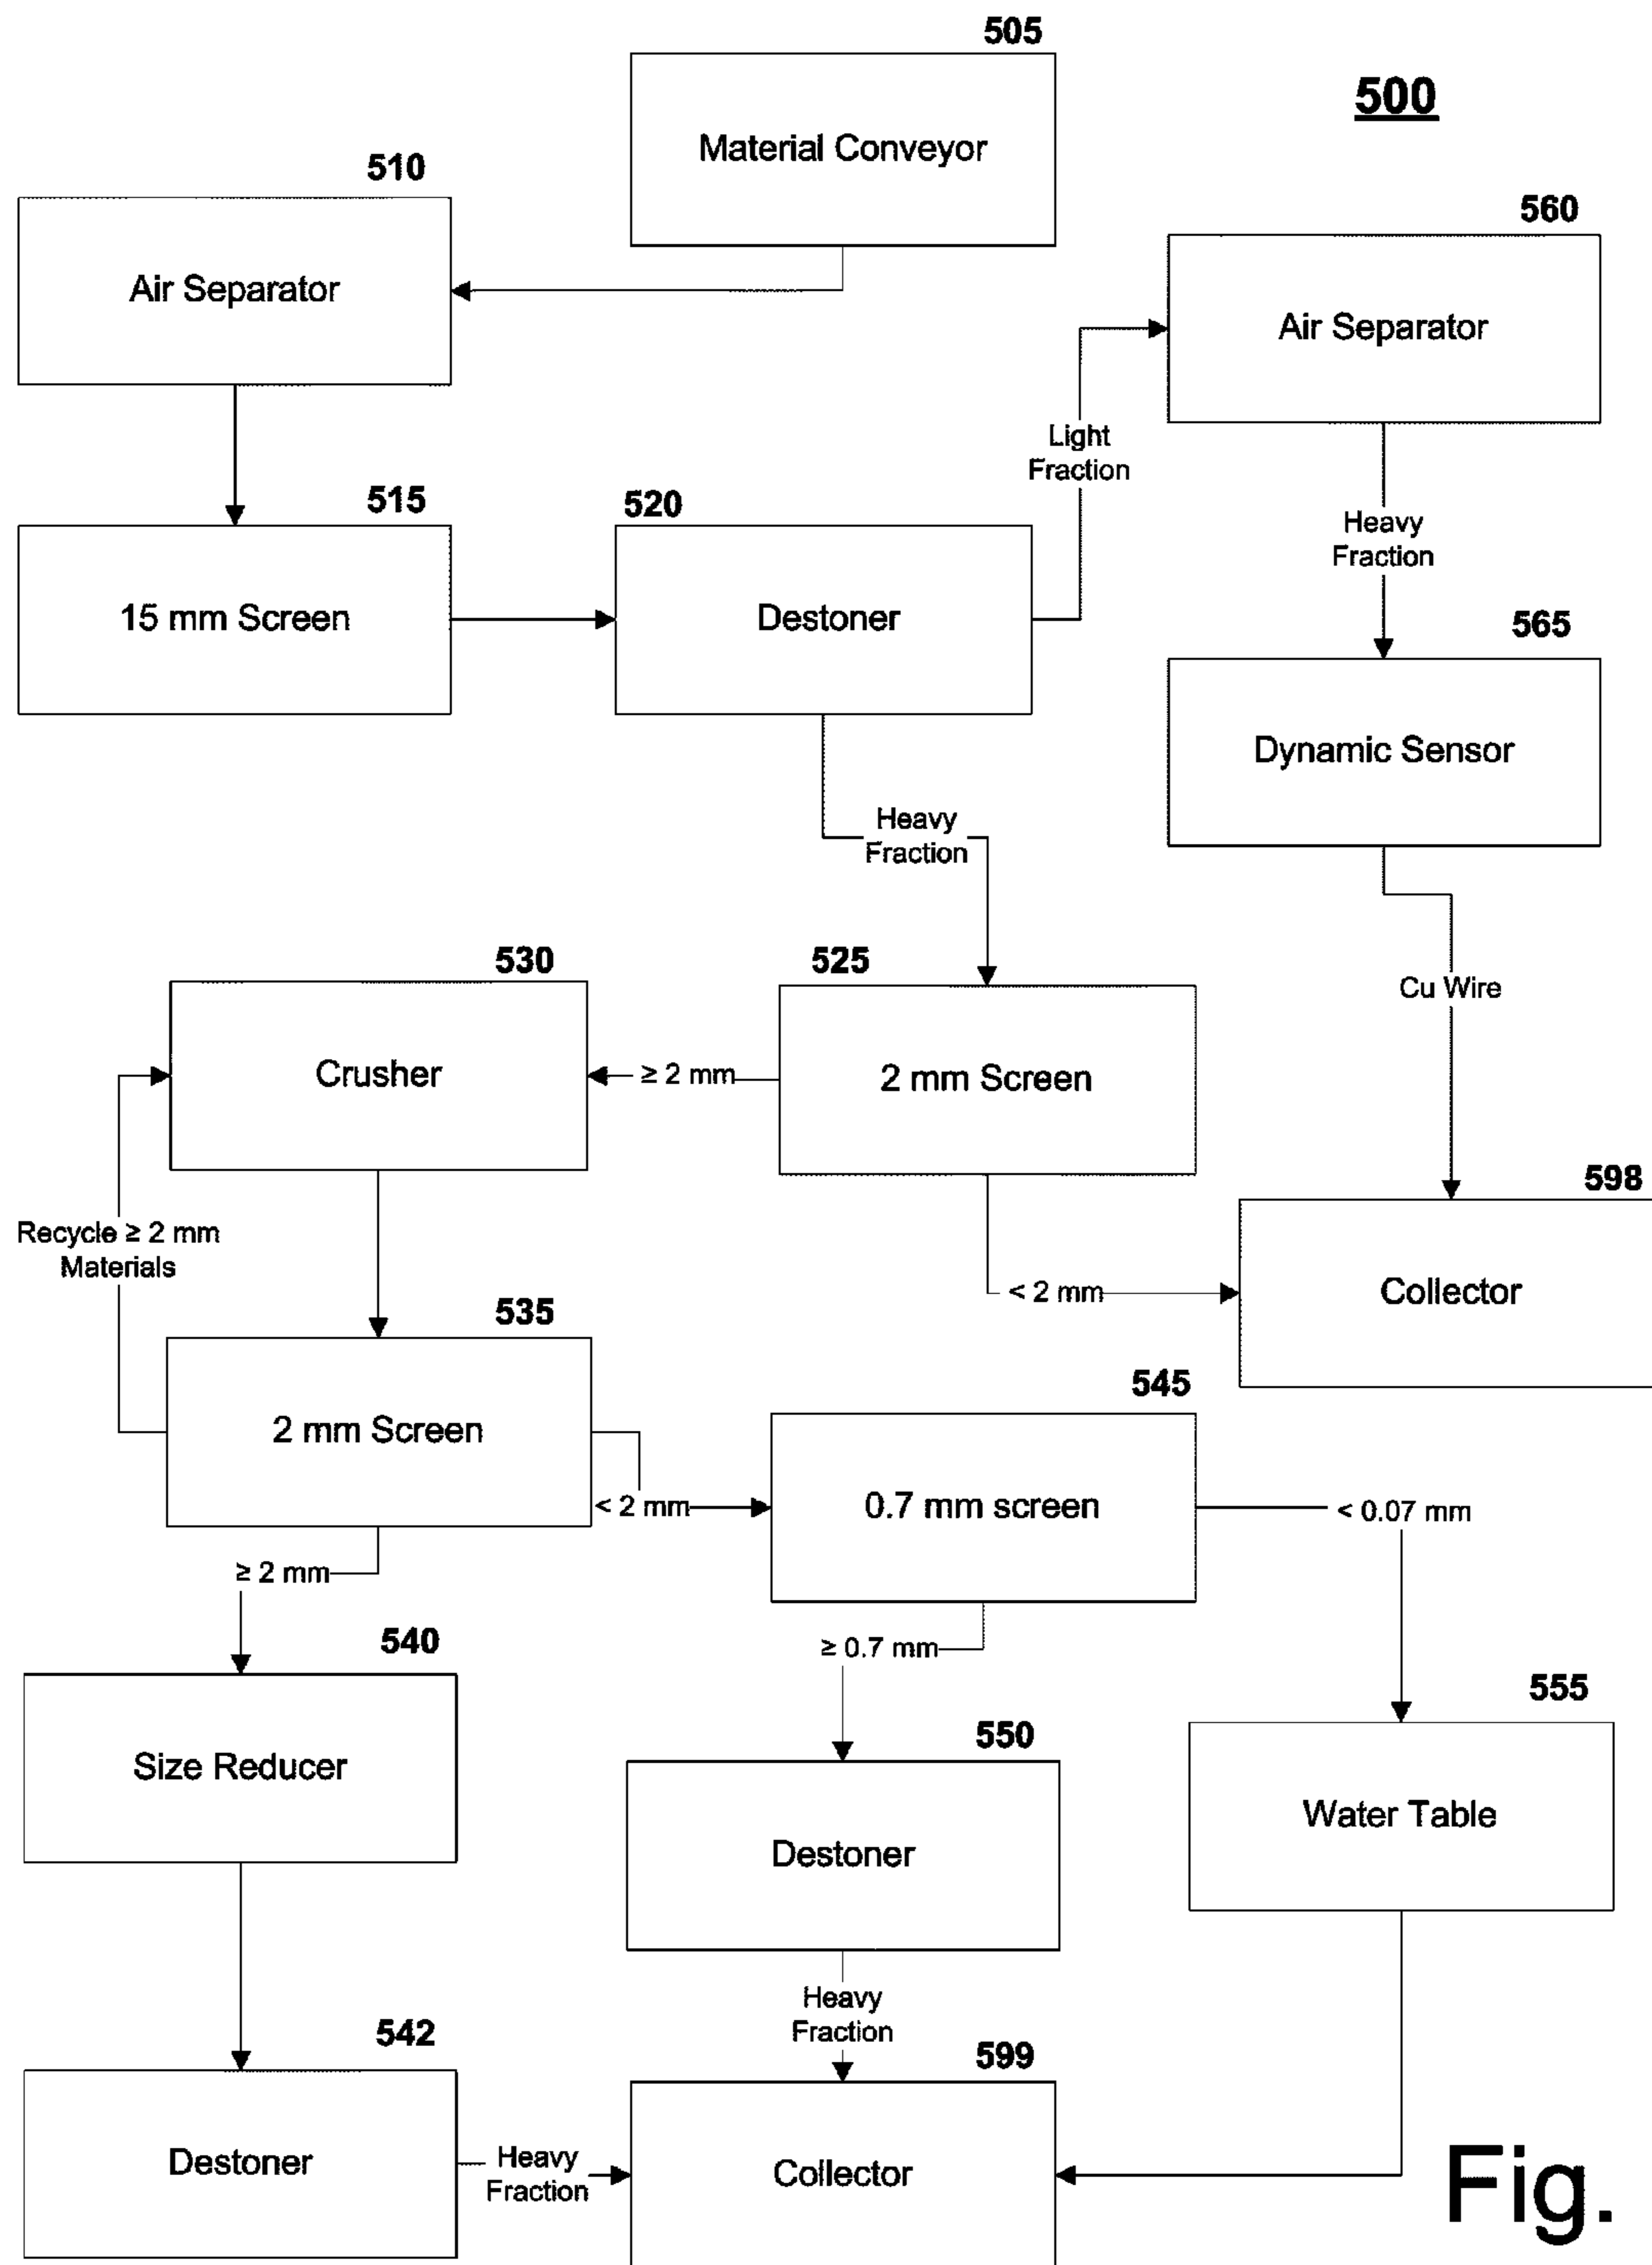 505
Material Conveyor
500
510
Air Separator
560
Air Separator
Light
Fraction
Heavy
Fraction
515
15 mm Screen
520
Destoner
565
Dynamic Sensor
Heavy
Fraction
530
Crusher
525
2 mm Screen
≥ 2 mm
Cu Wire
598
Collector
< 2 mm
Recycle ≥ 2 mm
Materials
535
2 mm Screen
545
0.7 mm screen
< 2 mm
< 0.07 mm
≥ 2 mm
≥ 0.7 mm
540
Size Reducer
550
Destoner
555
Water Table
Heavy
Fraction
542
Destoner
Heavy
Fraction
599
Collector
Fig.